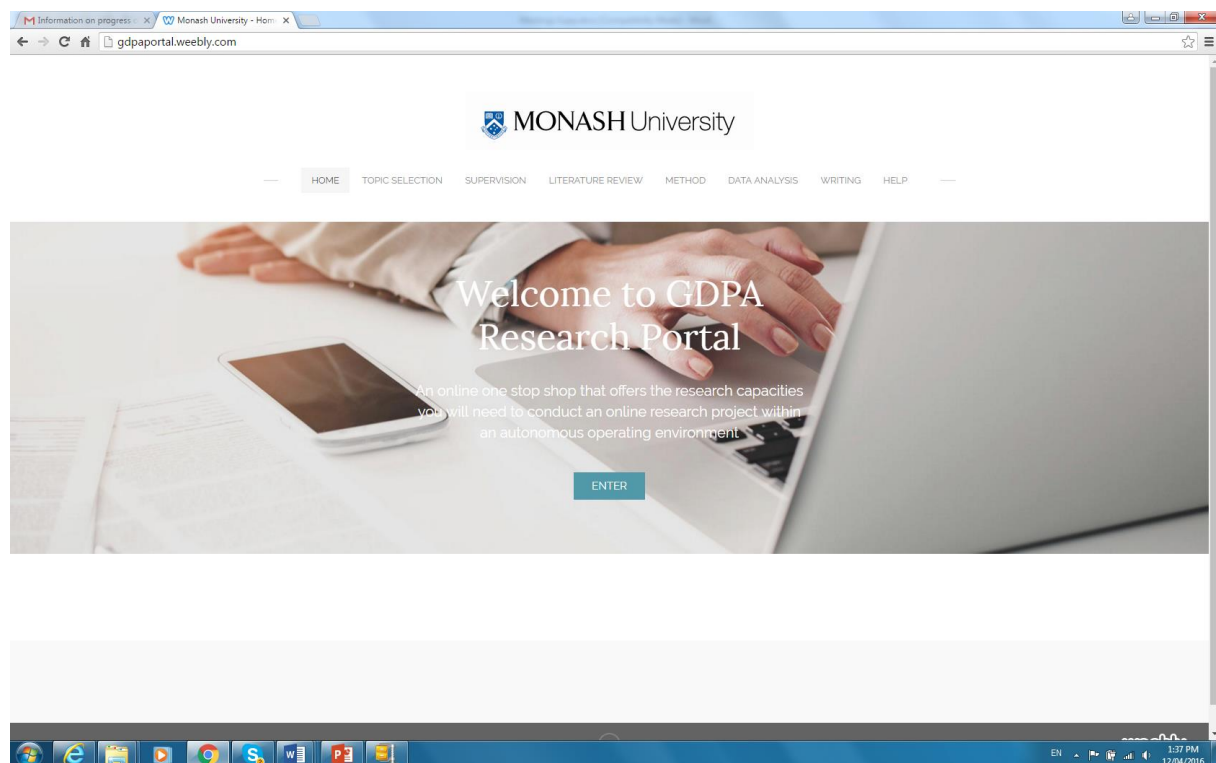 Information on progress
Monash University - Hom
gdpaportal.weebly.com
MONASH University
HOME TOPIC SELECTION SUPERVISION LITERATURE REVIEW METHOD DATA ANALYSIS WRITING HELP
Welcome to GDPA
Research Portal
An online one stop shop that offers the research capacities
you will need to conduct an online research project within
an autonomous operating environment
ENTER
EN
1:37 PM
12/04/2016